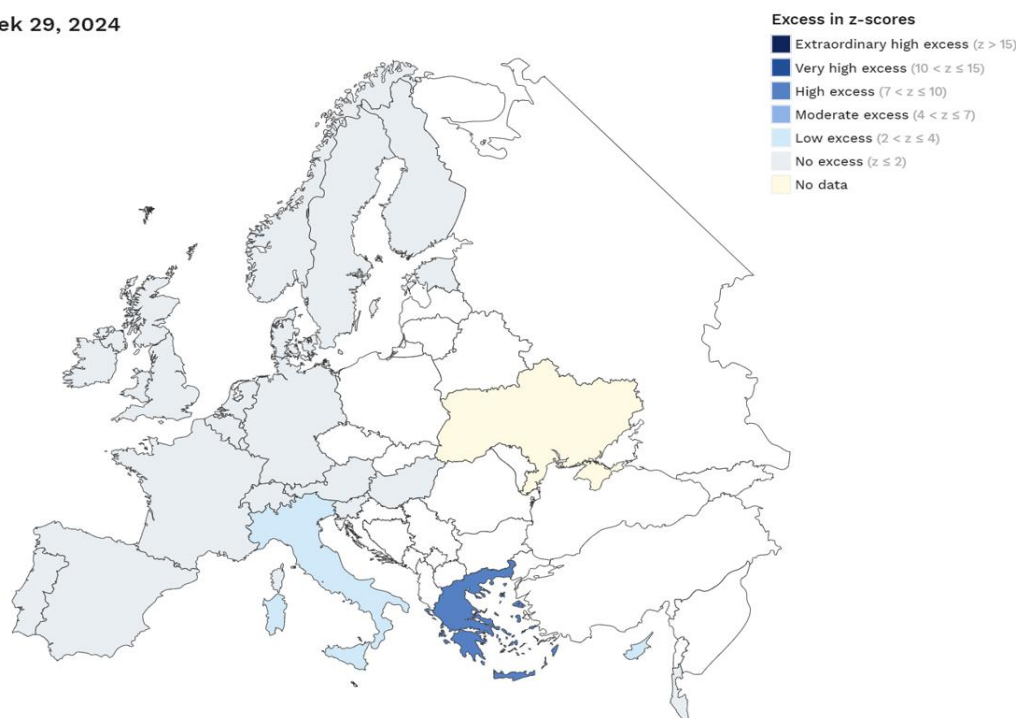 ek 29, 2024
Excess in z-scores
Extraordinary high excess (z > 15)
Very high excess (10 < z ≤ 15)
High excess (7 < z ≤ 10)
Moderate excess (4 < z ≤ 7)
Low excess (2 < z ≤ 4)
No excess (z ≤ 2)
No data